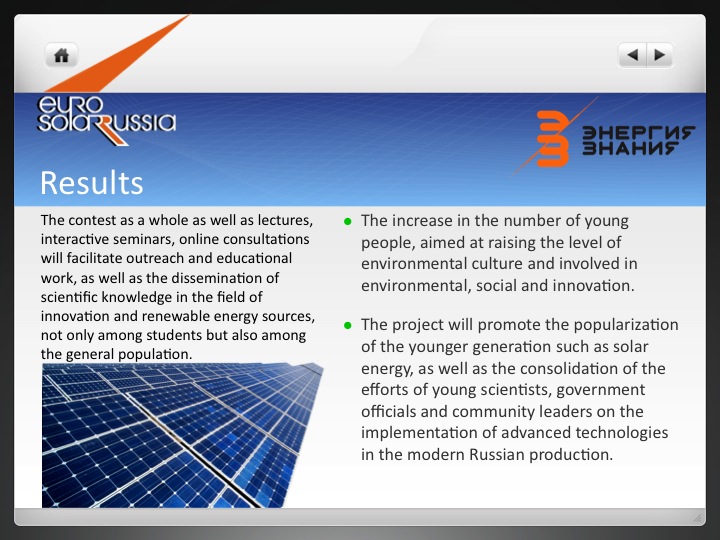 euro
solarRussia
ЭНЕРГИЯ
ЗНАНИЯ
Results
The contest as a whole as well as lectures,
interactive seminars, online consultations
will facilitate outreach and educational
work, as well as the dissemination of
scientific knowledge in the field of
innovation and renewable energy sources,
not only among students but also among
the general population.
● The increase in the number of young
people, aimed at raising the level of
environmental culture and involved in
environmental, social and innovation.
● The project will promote the popularization
of the younger generation such as solar
energy, as well as the consolidation of the
efforts of young scientists, government
officials and community leaders on the
implementation of advanced technologies
in the modern Russian production.